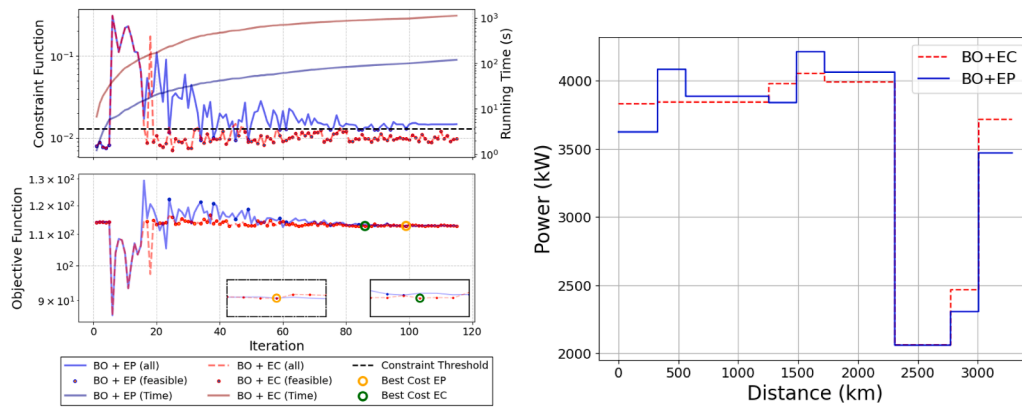 10⁻¹
10⁻²
Constraint Function
10³
10²
10¹
10⁰
Running Time (s)
1.3 × 10²
1.2 × 10²
1.1 × 10²
10²
9 × 10¹
Objective Function
0 20 40 60 80 100 120
Iteration
BO + EP (all) BO + EC (all) Constraint Threshold
BO + EP (feasible) BO + EC (feasible) Best Cost EP
BO + EP (Time) BO + EC (Time) Best Cost EC
BO+EC
BO+EP
4000
3500
3000
2500
2000
Power (kW)
0 500 1000 1500 2000 2500 3000
Distance (km)